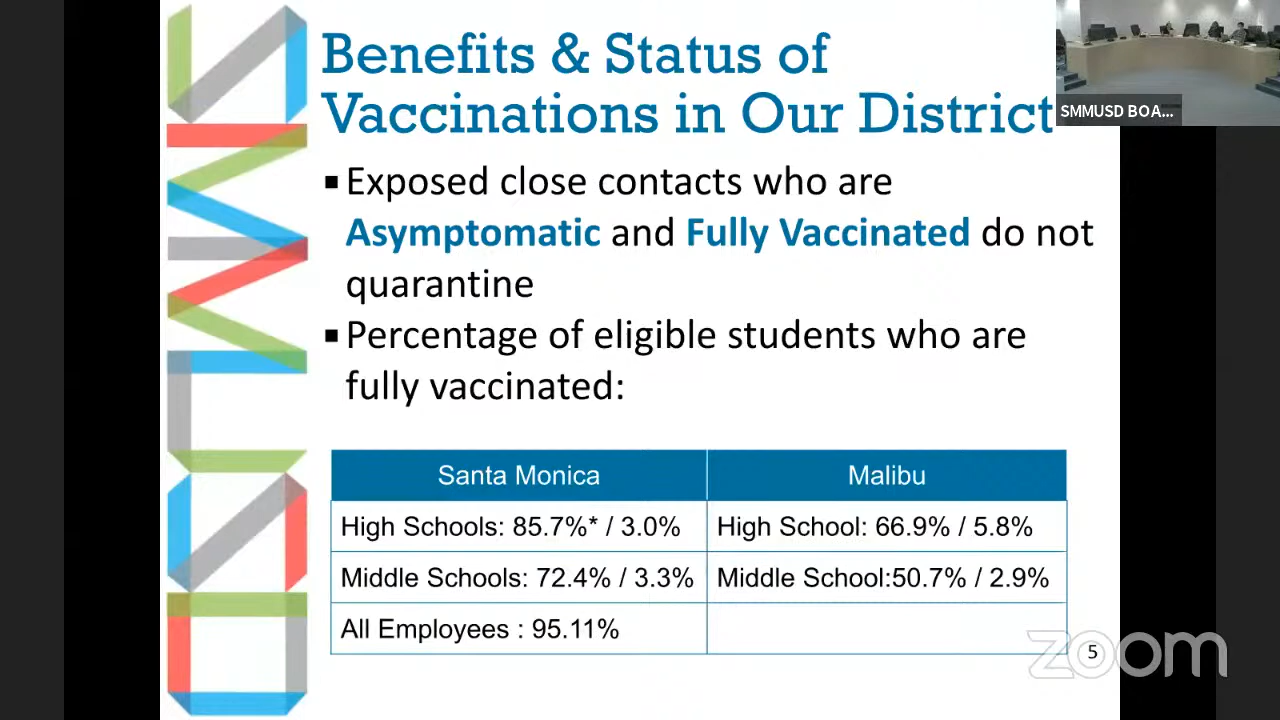 Benefits & Status of
Vaccinations in Our District
SMMUSD BOA...
▪Exposed close contacts who are
Asymptomatic and Fully Vaccinated do not
quarantine
▪Percentage of eligible students who are
fully vaccinated:
Santa Monica
Malibu
High Schools: 85.7%* / 3.0%
High School: 66.9% / 5.8%
Middle Schools: 72.4% / 3.3%
Middle School:50.7% / 2.9%
All Employees : 95.11%
5
zoom
SMMUSD